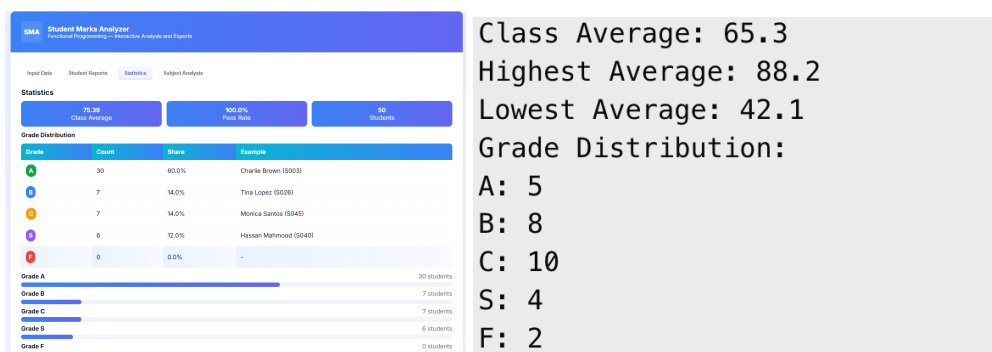 SMA
Student Marks Analyzer
Functional Programming — Interactive Analysis and Exports
Input Data Student Reports Statistics Subject Analysis
Statistics
75.39 100.0% 50
Class Average Pass Rate Students
Grade Distribution
Grade Count Share Example
A 30 60.0% Charlie Brown (S003)
B 7 14.0% Tina Lopez (S026)
C 7 14.0% Monica Santos (S045)
S 6 12.0% Hassan Mahmood (S040)
F 0 0.0% -
Grade A 30 students
Grade B 7 students
Grade C 7 students
Grade S 6 students
Grade F 0 students
Class Average: 65.3
Highest Average: 88.2
Lowest Average: 42.1
Grade Distribution:
A: 5
B: 8
C: 10
S: 4
F: 2